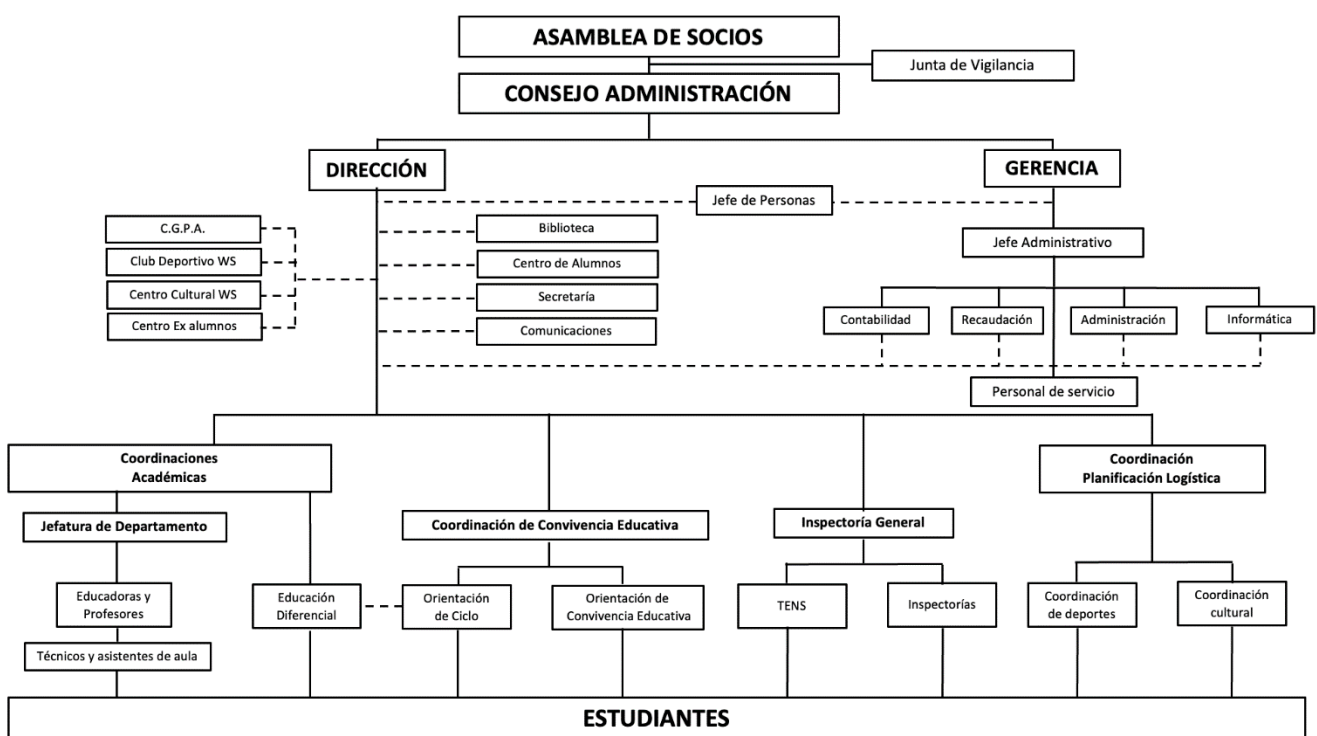 ASAMBLEA DE SOCIOS
Junta de Vigilancia
CONSEJO ADMINISTRACIÓN
DIRECCIÓN
GERENCIA
Jefe de Personas
C.G.P.A.
Club Deportivo WS
Centro Cultural WS
Centro Ex alumnos
Biblioteca
Centro de Alumnos
Secretaría
Comunicaciones
Jefe Administrativo
Contabilidad
Recaudación
Administración
Informática
Personal de servicio
Coordinaciones
Académicas
Coordinación
Planificación Logística
Jefatura de Departamento
Coordinación de Convivencia Educativa
Inspectoría General
Educadoras y
Profesores
Educación
Diferencial
Orientación
de Ciclo
Orientación de
Convivencia Educativa
TENS
Inspectorías
Coordinación
de deportes
Coordinación
cultural
Técnicos y asistentes de aula
ESTUDIANTES